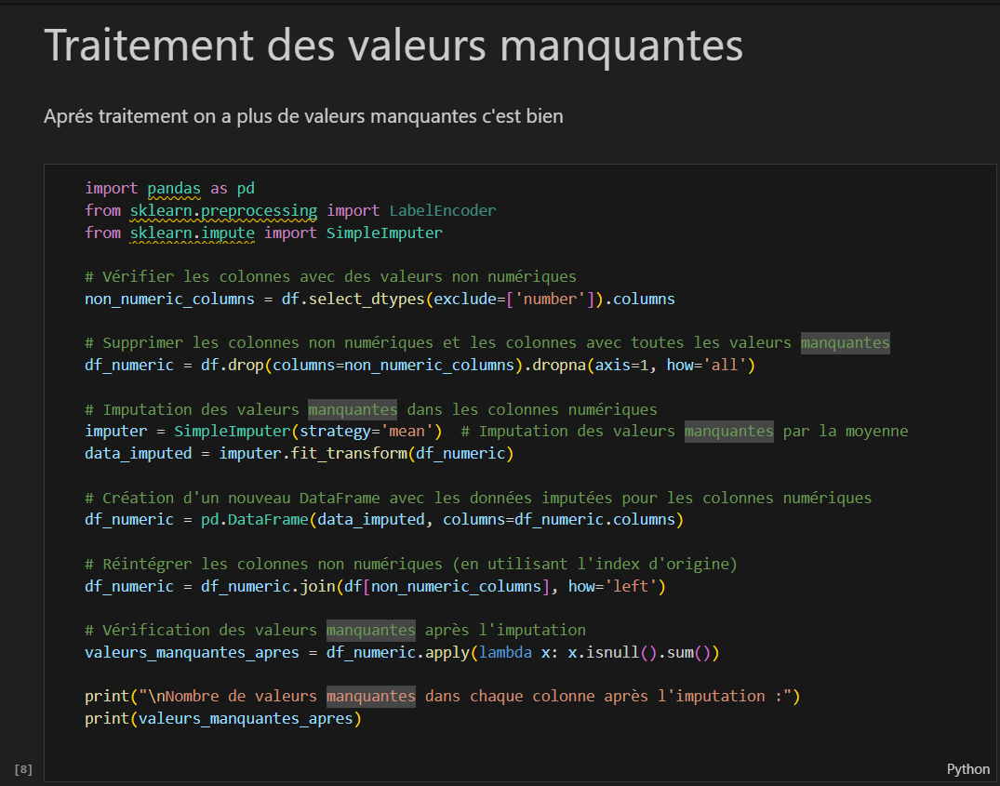 Traitement des valeurs manquantes
Aprés traitement on a plus de valeurs manquantes c'est bien
import pandas as pd
from sklearn.preprocessing import LabelEncoder
from sklearn.impute import SimpleImputer
# Vérifier les colonnes avec des valeurs non numériques
non_numeric_columns = df.select_dtypes(exclude=['number']).columns
# Supprimer les colonnes non numériques et les colonnes avec toutes les valeurs manquantes
df_numeric = df.drop(columns=non_numeric_columns).dropna(axis=1, how='all')
# Imputation des valeurs manquantes dans les colonnes numériques
imputer = SimpleImputer(strategy='mean')  # Imputation des valeurs manquantes par la moyenne
data_imputed = imputer.fit_transform(df_numeric)
# Création d'un nouveau DataFrame avec les données imputées pour les colonnes numériques
df_numeric = pd.DataFrame(data_imputed, columns=df_numeric.columns)
# Réintégrer les colonnes non numériques (en utilisant l'index d'origine)
df_numeric = df_numeric.join(df[non_numeric_columns], how='left')
# Vérification des valeurs manquantes après l'imputation
valeurs_manquantes_apres = df_numeric.apply(lambda x: x.isnull().sum())
print("\nNombre de valeurs manquantes dans chaque colonne après l'imputation :")
print(valeurs_manquantes_apres)
[8]
Python